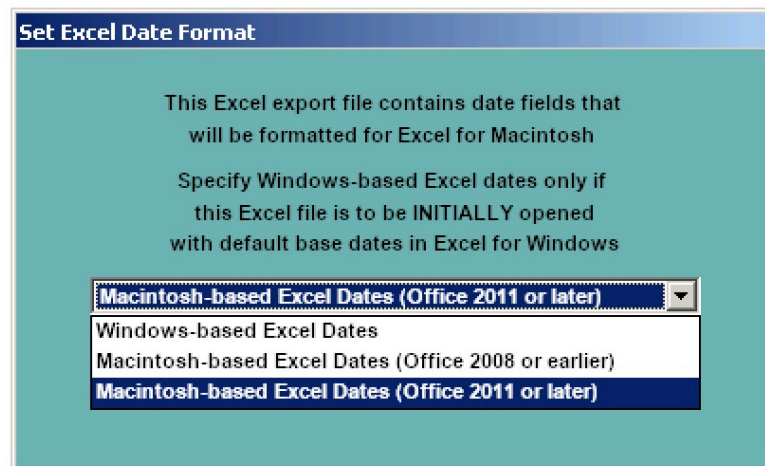 Set Excel Date Format
This Excel export file contains date fields that
will be formatted for Excel for Macintosh
Specify Windows-based Excel dates only if
this Excel file is to be INITIALLY opened
with default base dates in Excel for Windows
Macintosh-based Excel Dates (Office 2011 or later)
Windows-based Excel Dates
Macintosh-based Excel Dates (Office 2008 or earlier)
Macintosh-based Excel Dates (Office 2011 or later)